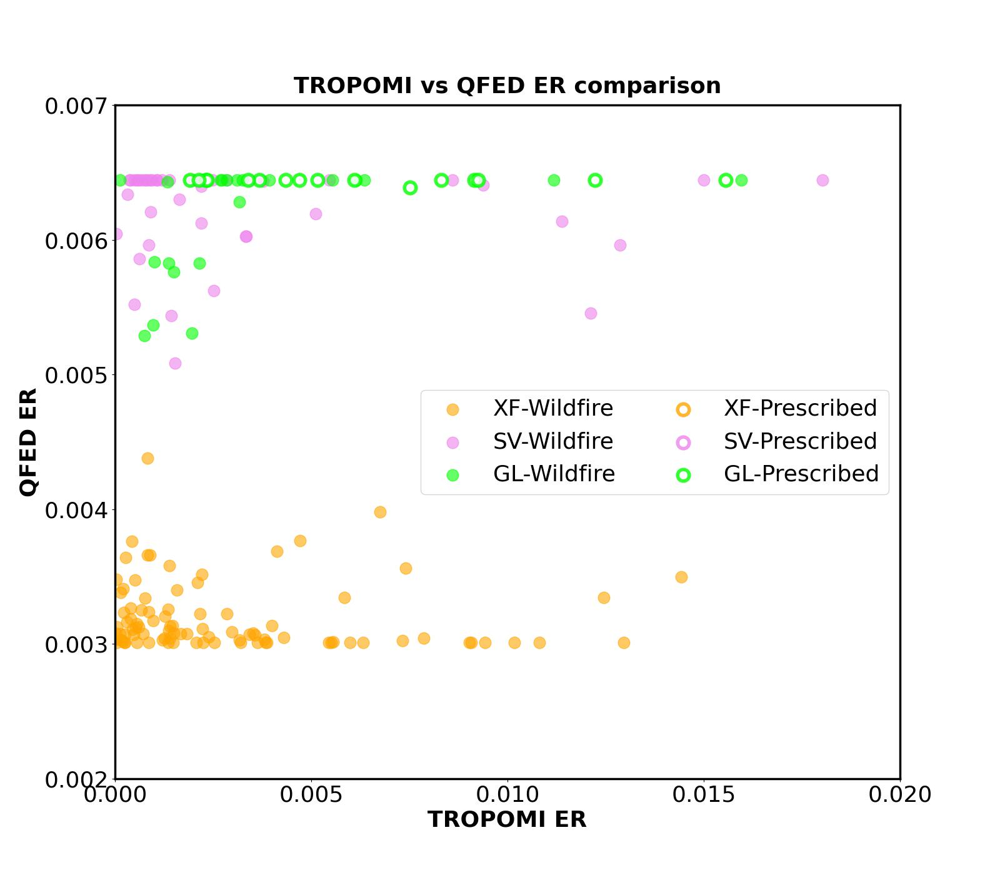 TROPOMI vs QFED ER comparison
0.007
0.006
0.005
0.004
0.003
0.002
QFED ER
XF-Wildfire
SV-Wildfire
GL-Wildfire
XF-Prescribed
SV-Prescribed
GL-Prescribed
0.000 0.005 0.010 0.015 0.020
TROPOMI ER